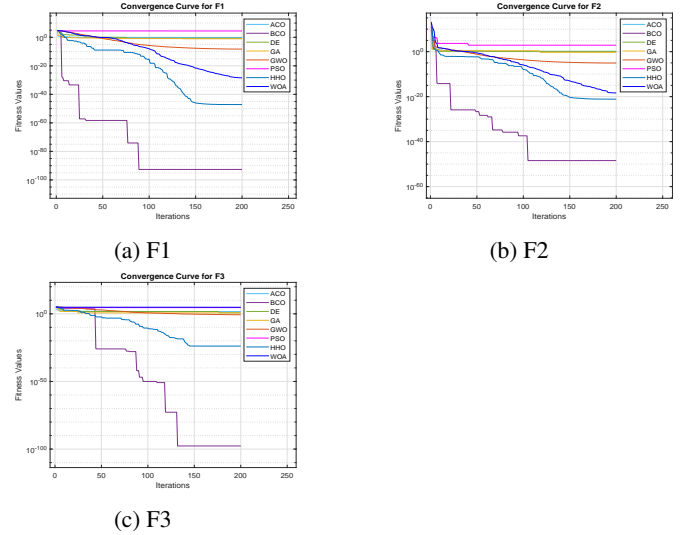 Convergence Curve for F1
10^0
10^-20
10^-40
10^-60
10^-80
10^-100
Fitness Values
0 50 100 150 200 250
Iterations
ACO
BCO
DE
GA
GWO
PSO
HHO
WOA
(a) F1
Convergence Curve for F2
10^0
10^-20
10^-40
10^-60
Fitness Values
0 50 100 150 200 250
Iterations
ACO
BCO
DE
GA
GWO
PSO
HHO
WOA
(b) F2
Convergence Curve for F3
10^0
10^-50
10^-100
Fitness Values
0 50 100 150 200 250
Iterations
ACO
BCO
DE
GA
GWO
PSO
HHO
WOA
(c) F3